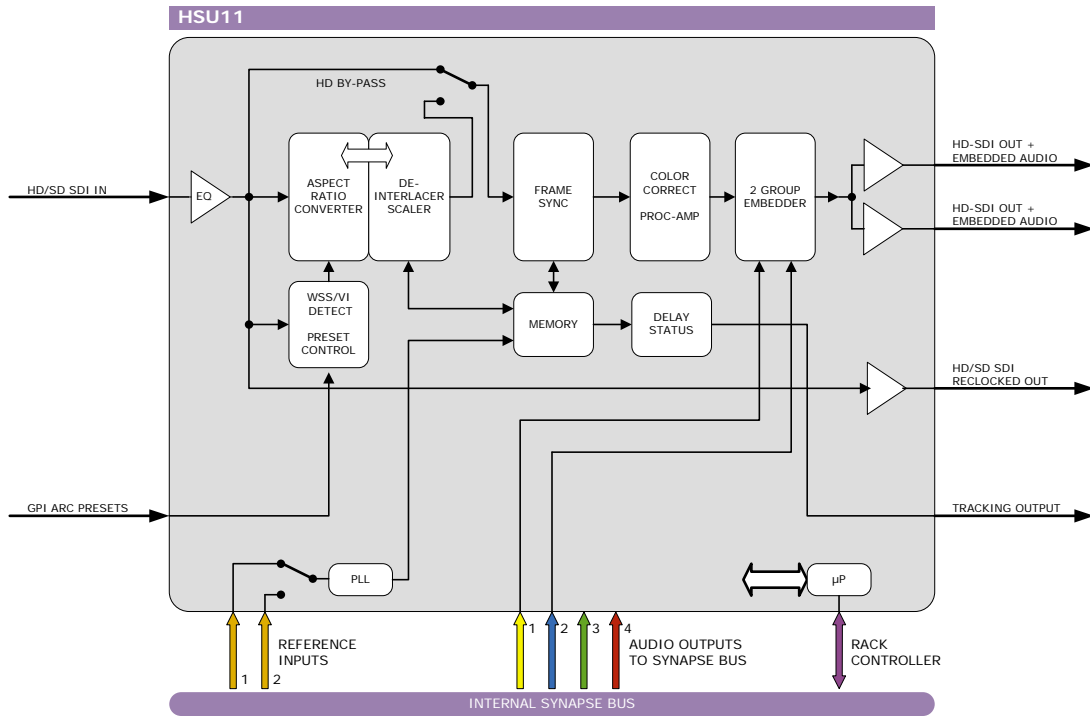 HSU11
HD BY-PASS
HD/SD SDI IN
EQ
ASPECT
RATIO
CONVERTER
DE-
INTERLACER
SCALER
FRAME
SYNC
COLOR
CORRECT
PROC-AMP
2 GROUP
EMBEDDER
HD-SDI OUT +
EMBEDDED AUDIO
HD-SDI OUT +
EMBEDDED AUDIO
WSS/VI
DETECT
PRESET
CONTROL
MEMORY
DELAY
STATUS
HD/SD SDI
RECLOCKED OUT
GPI ARC PRESETS
TRACKING OUTPUT
PLL
µP
1
2
REFERENCE
INPUTS
1
2
3
4
AUDIO OUTPUTS
TO SYNAPSE BUS
RACK
CONTROLLER
INTERNAL SYNAPSE BUS